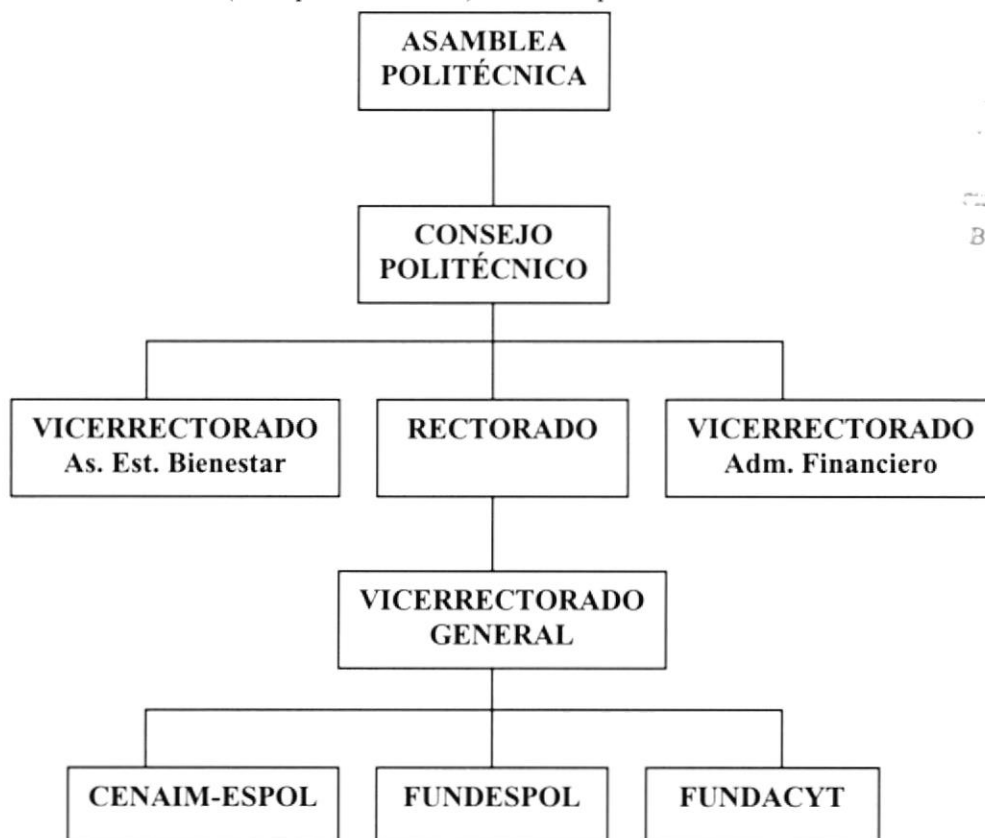 ASAMBLEA
POLITÉCNICA
CONSEJO
POLITÉCNICO
VICERRECTORADO
As. Est. Bienestar
RECTORADO
VICERRECTORADO
Adm. Financiero
VICERRECTORADO
GENERAL
CENAIM-ESPOL
FUNDESPOL
FUNDACYT